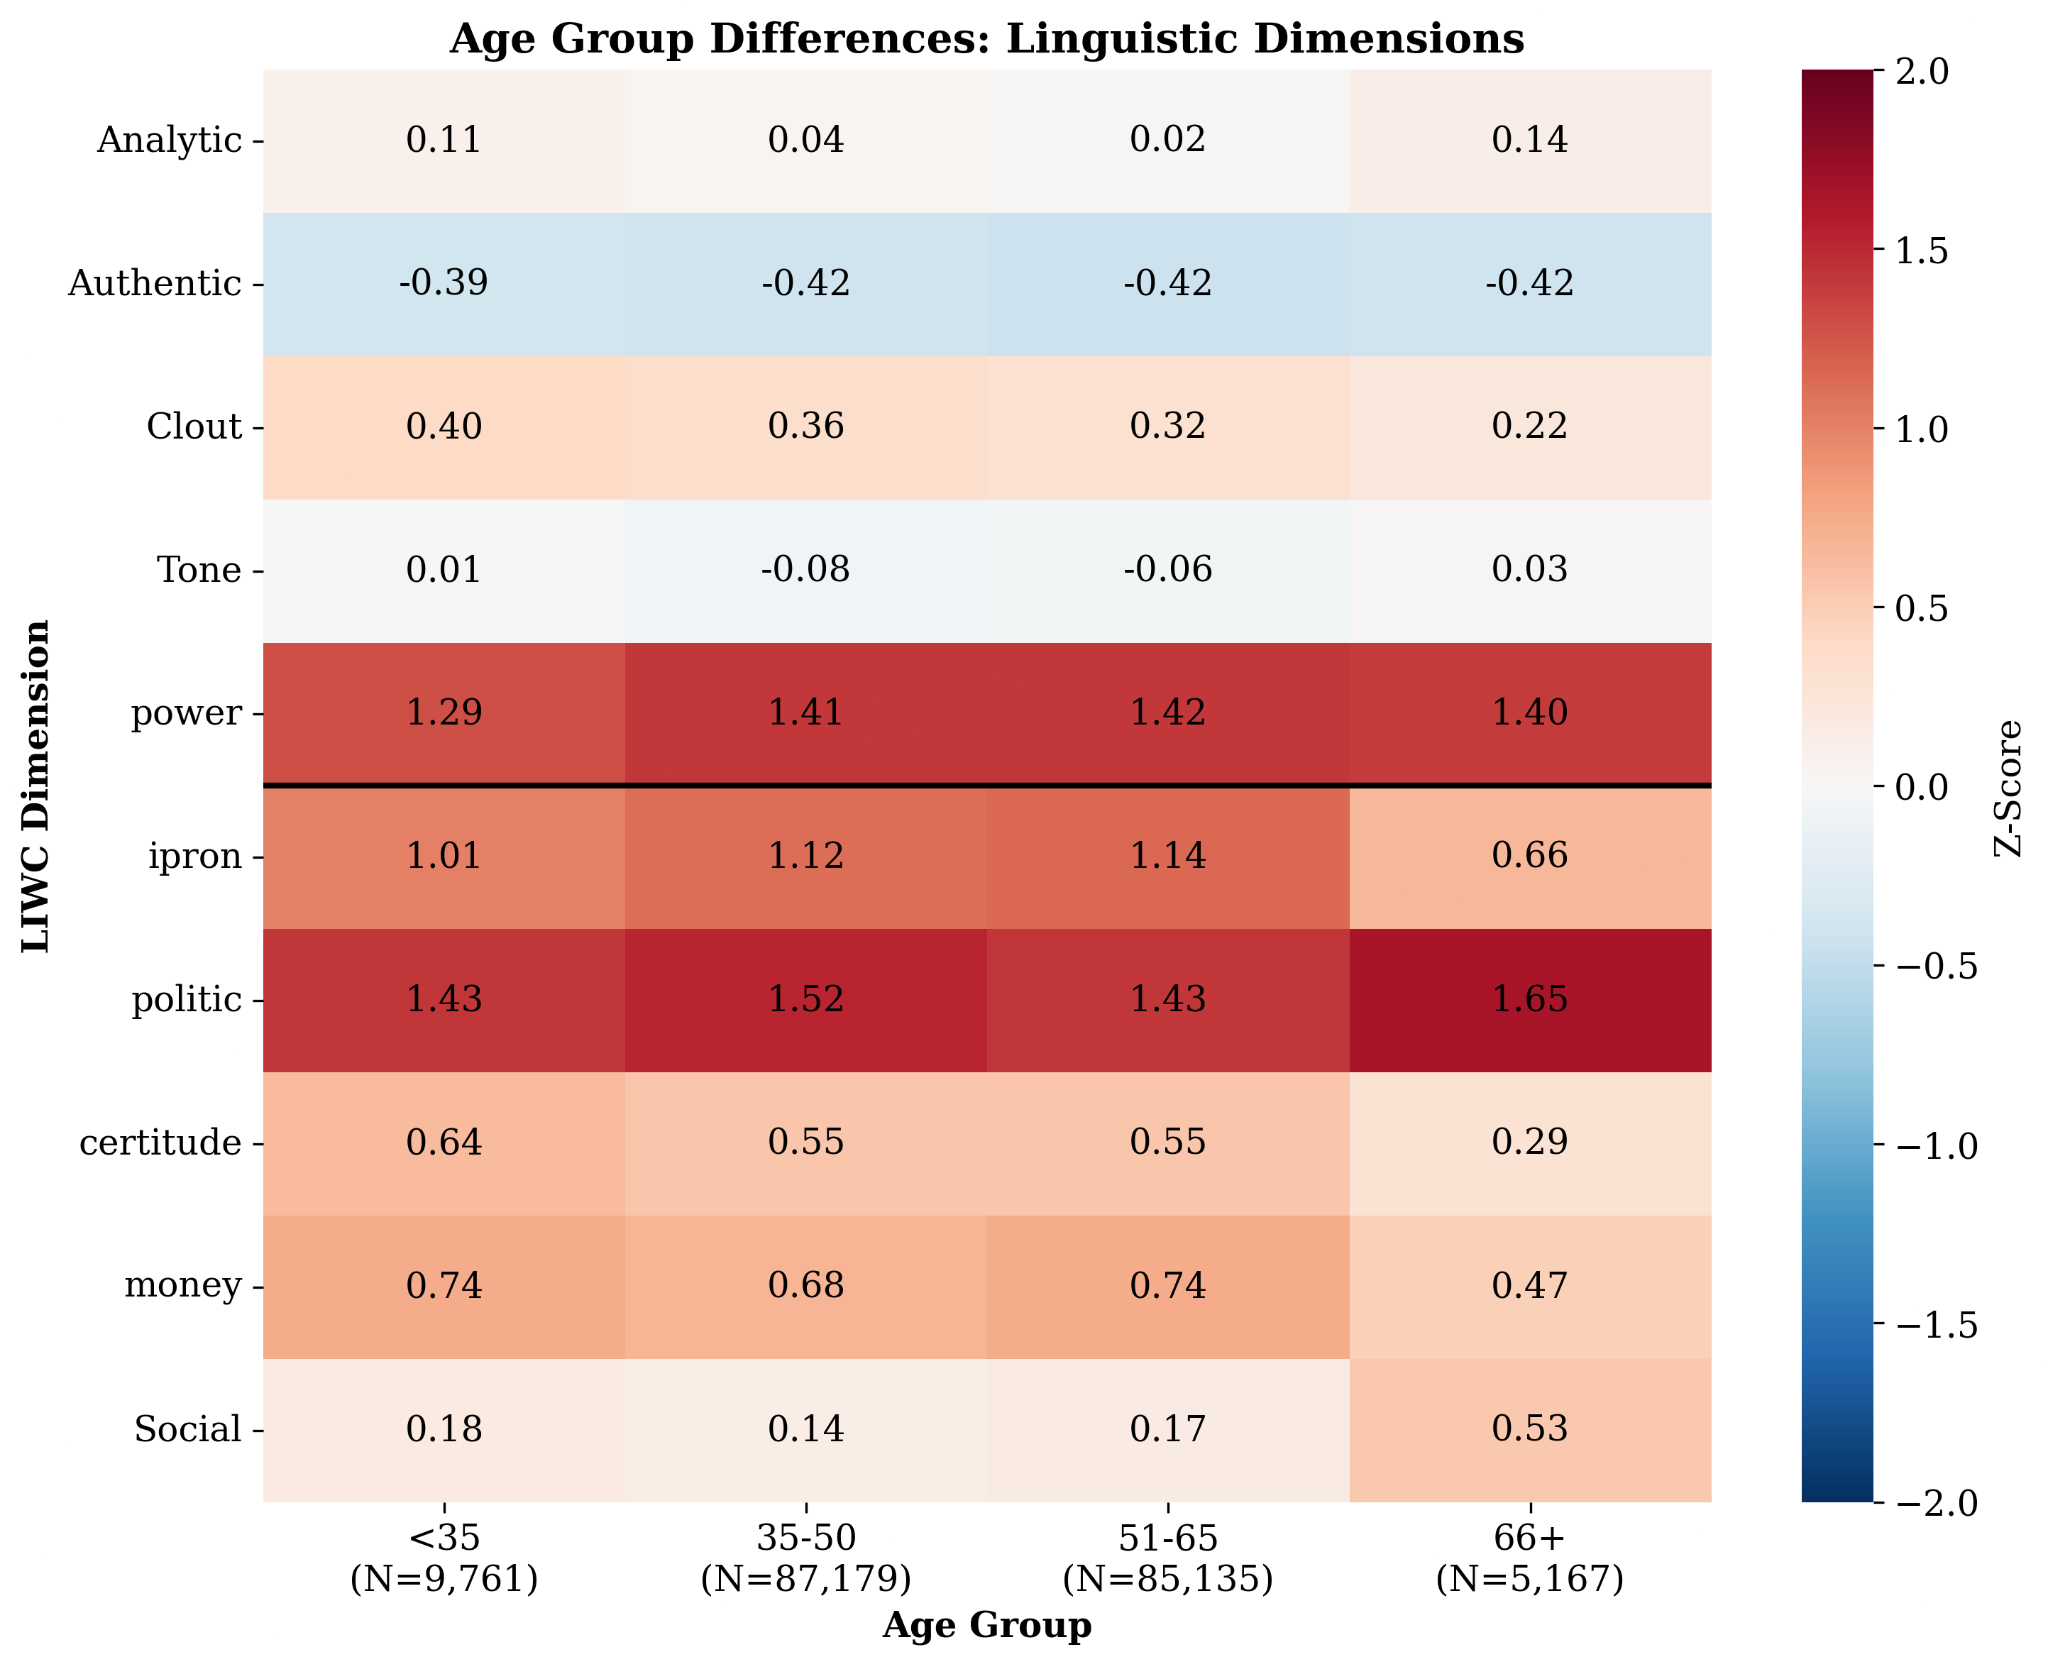 Age Group Differences: Linguistic Dimensions
LIWC Dimension
Analytic 0.11 0.04 0.02 0.14
Authentic -0.39 -0.42 -0.42 -0.42
Clout 0.40 0.36 0.32 0.22
Tone 0.01 -0.08 -0.06 0.03
power 1.29 1.41 1.42 1.40
ipron 1.01 1.12 1.14 0.66
politic 1.43 1.52 1.43 1.65
certitude 0.64 0.55 0.55 0.29
money 0.74 0.68 0.74 0.47
Social 0.18 0.14 0.17 0.53
<35 35-50 51-65 66+
(N=9,761) (N=87,179) (N=85,135) (N=5,167)
Age Group
2.0
1.5
1.0
0.5
0.0
−0.5
−1.0
−1.5
−2.0
Z-Score